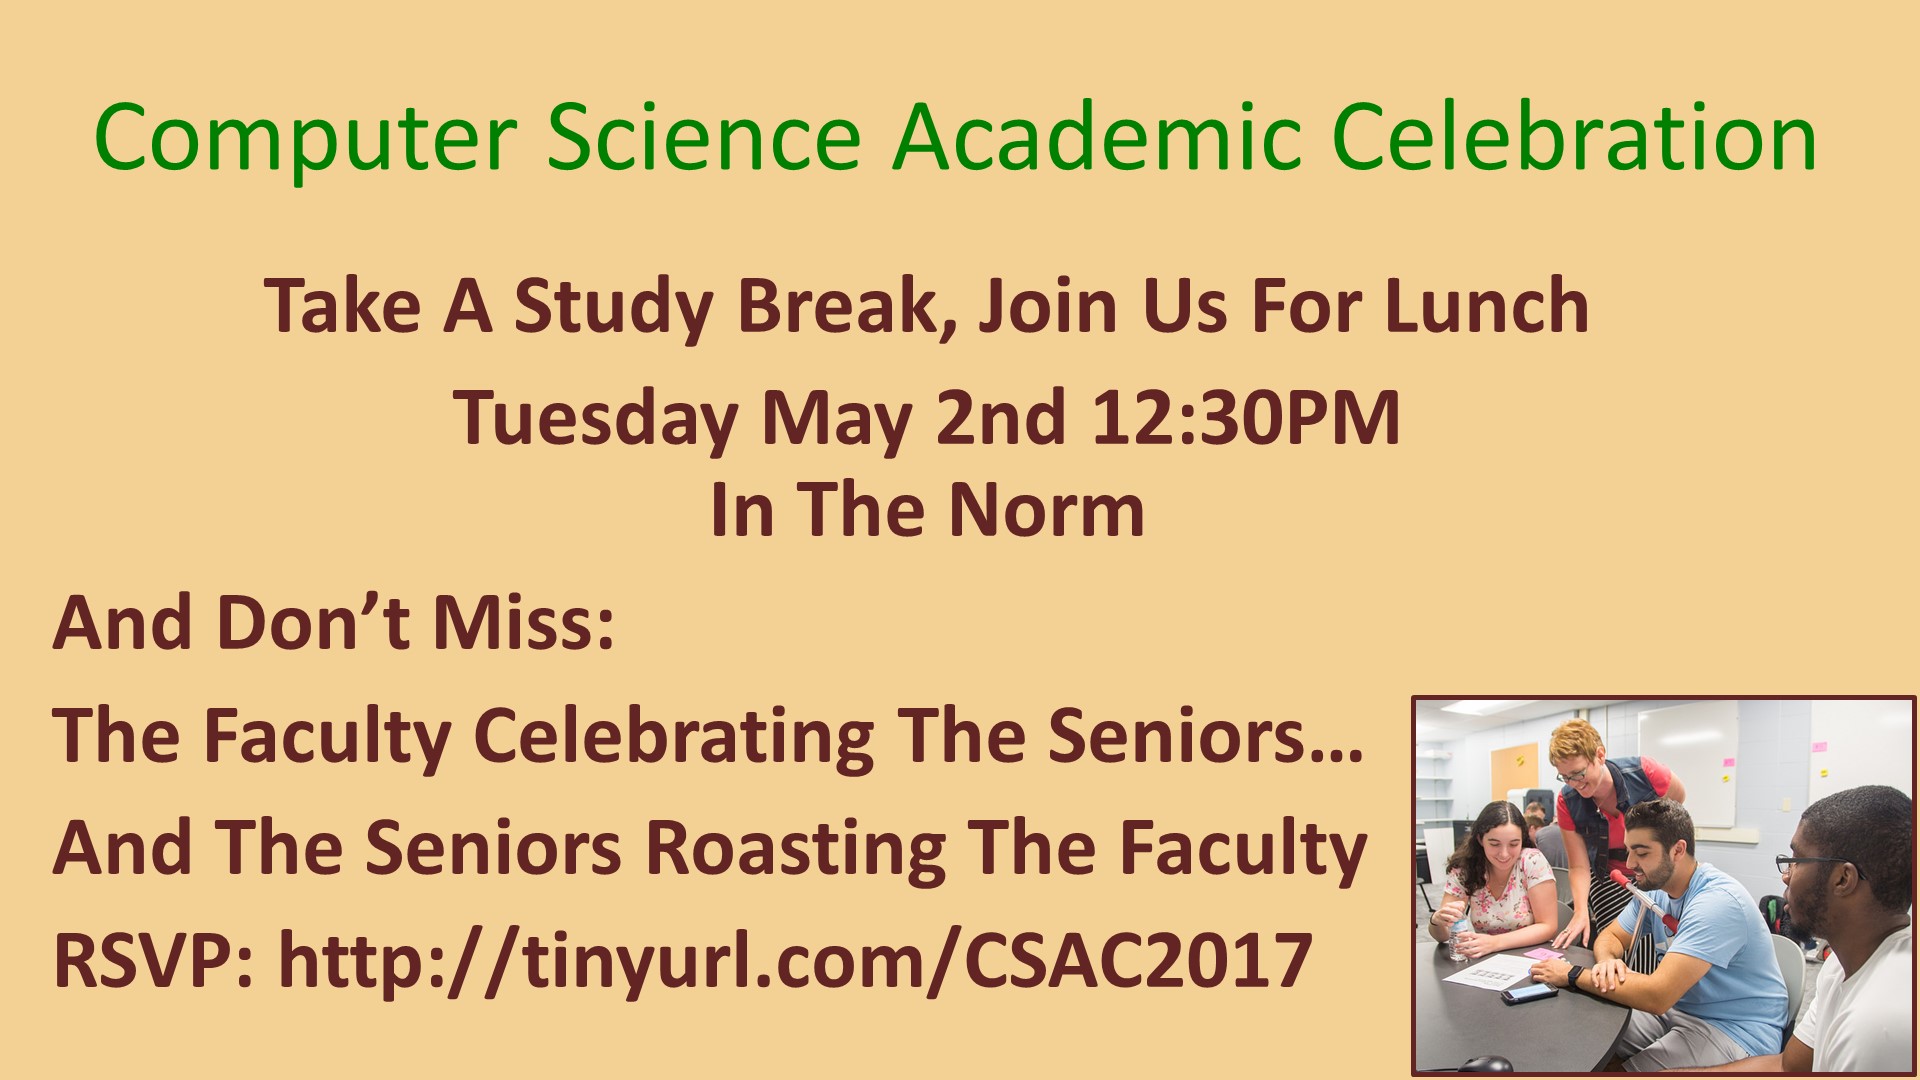 Computer Science Academic Celebration
Take A Study Break, Join Us For Lunch
Tuesday May 2nd 12:30PM
In The Norm
And Don’t Miss:
The Faculty Celebrating The Seniors…
And The Seniors Roasting The Faculty
RSVP: http://tinyurl.com/CSAC2017